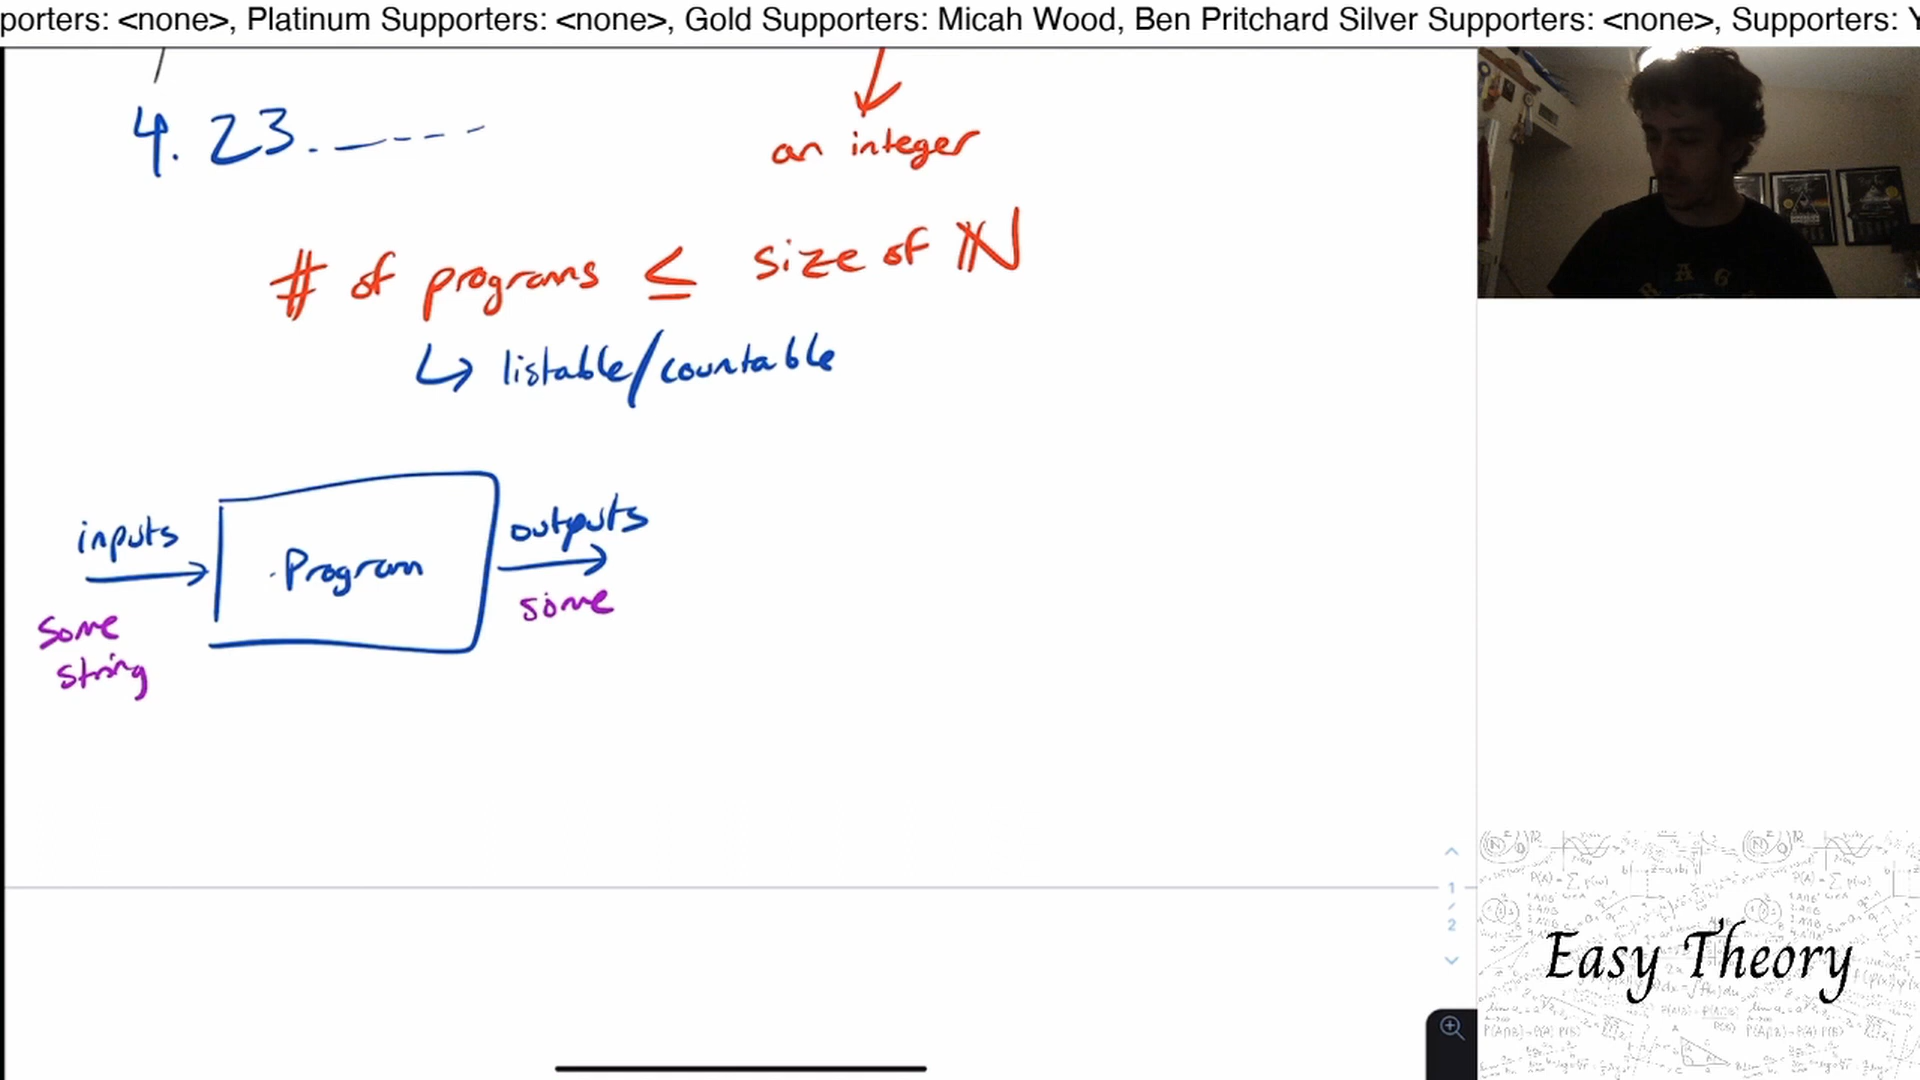 porters: <none>, Platinum Supporters: <none>, Gold Supporters: Micah Wood, Ben Pritchard Silver Supporters: <none>, Supporters: Y
4. 23.
an integer
# of programs ≤ size of ℕ
↳ listable/countable
inputs
Program
outputs
some
some
string
1
2
Easy Theory